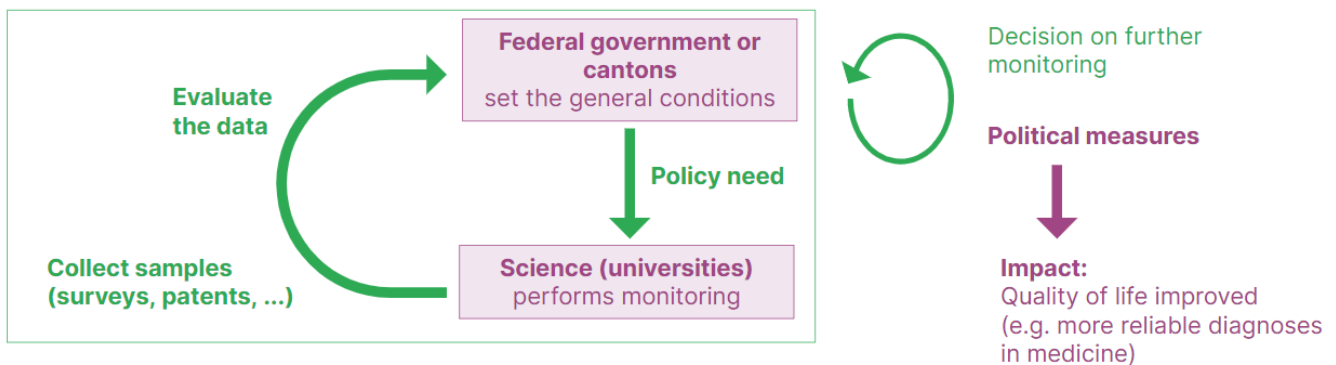 Federal government or
cantons
set the general conditions
Evaluate
the data
Policy need
Collect samples
(surveys, patents, ...)
Science (universities)
performs monitoring
Decision on further
monitoring
Political measures
Impact:
Quality of life improved
(e.g. more reliable diagnoses
in medicine)